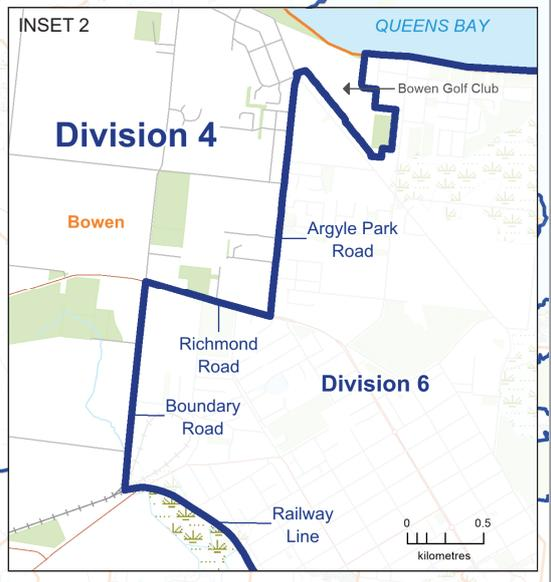 INSET 2
QUEENS BAY
Bowen Golf Club
Division 4
Bowen
Argyle Park
Road
Richmond
Road
Division 6
Boundary
Road
Railway
Line
0 0.5
kilometres